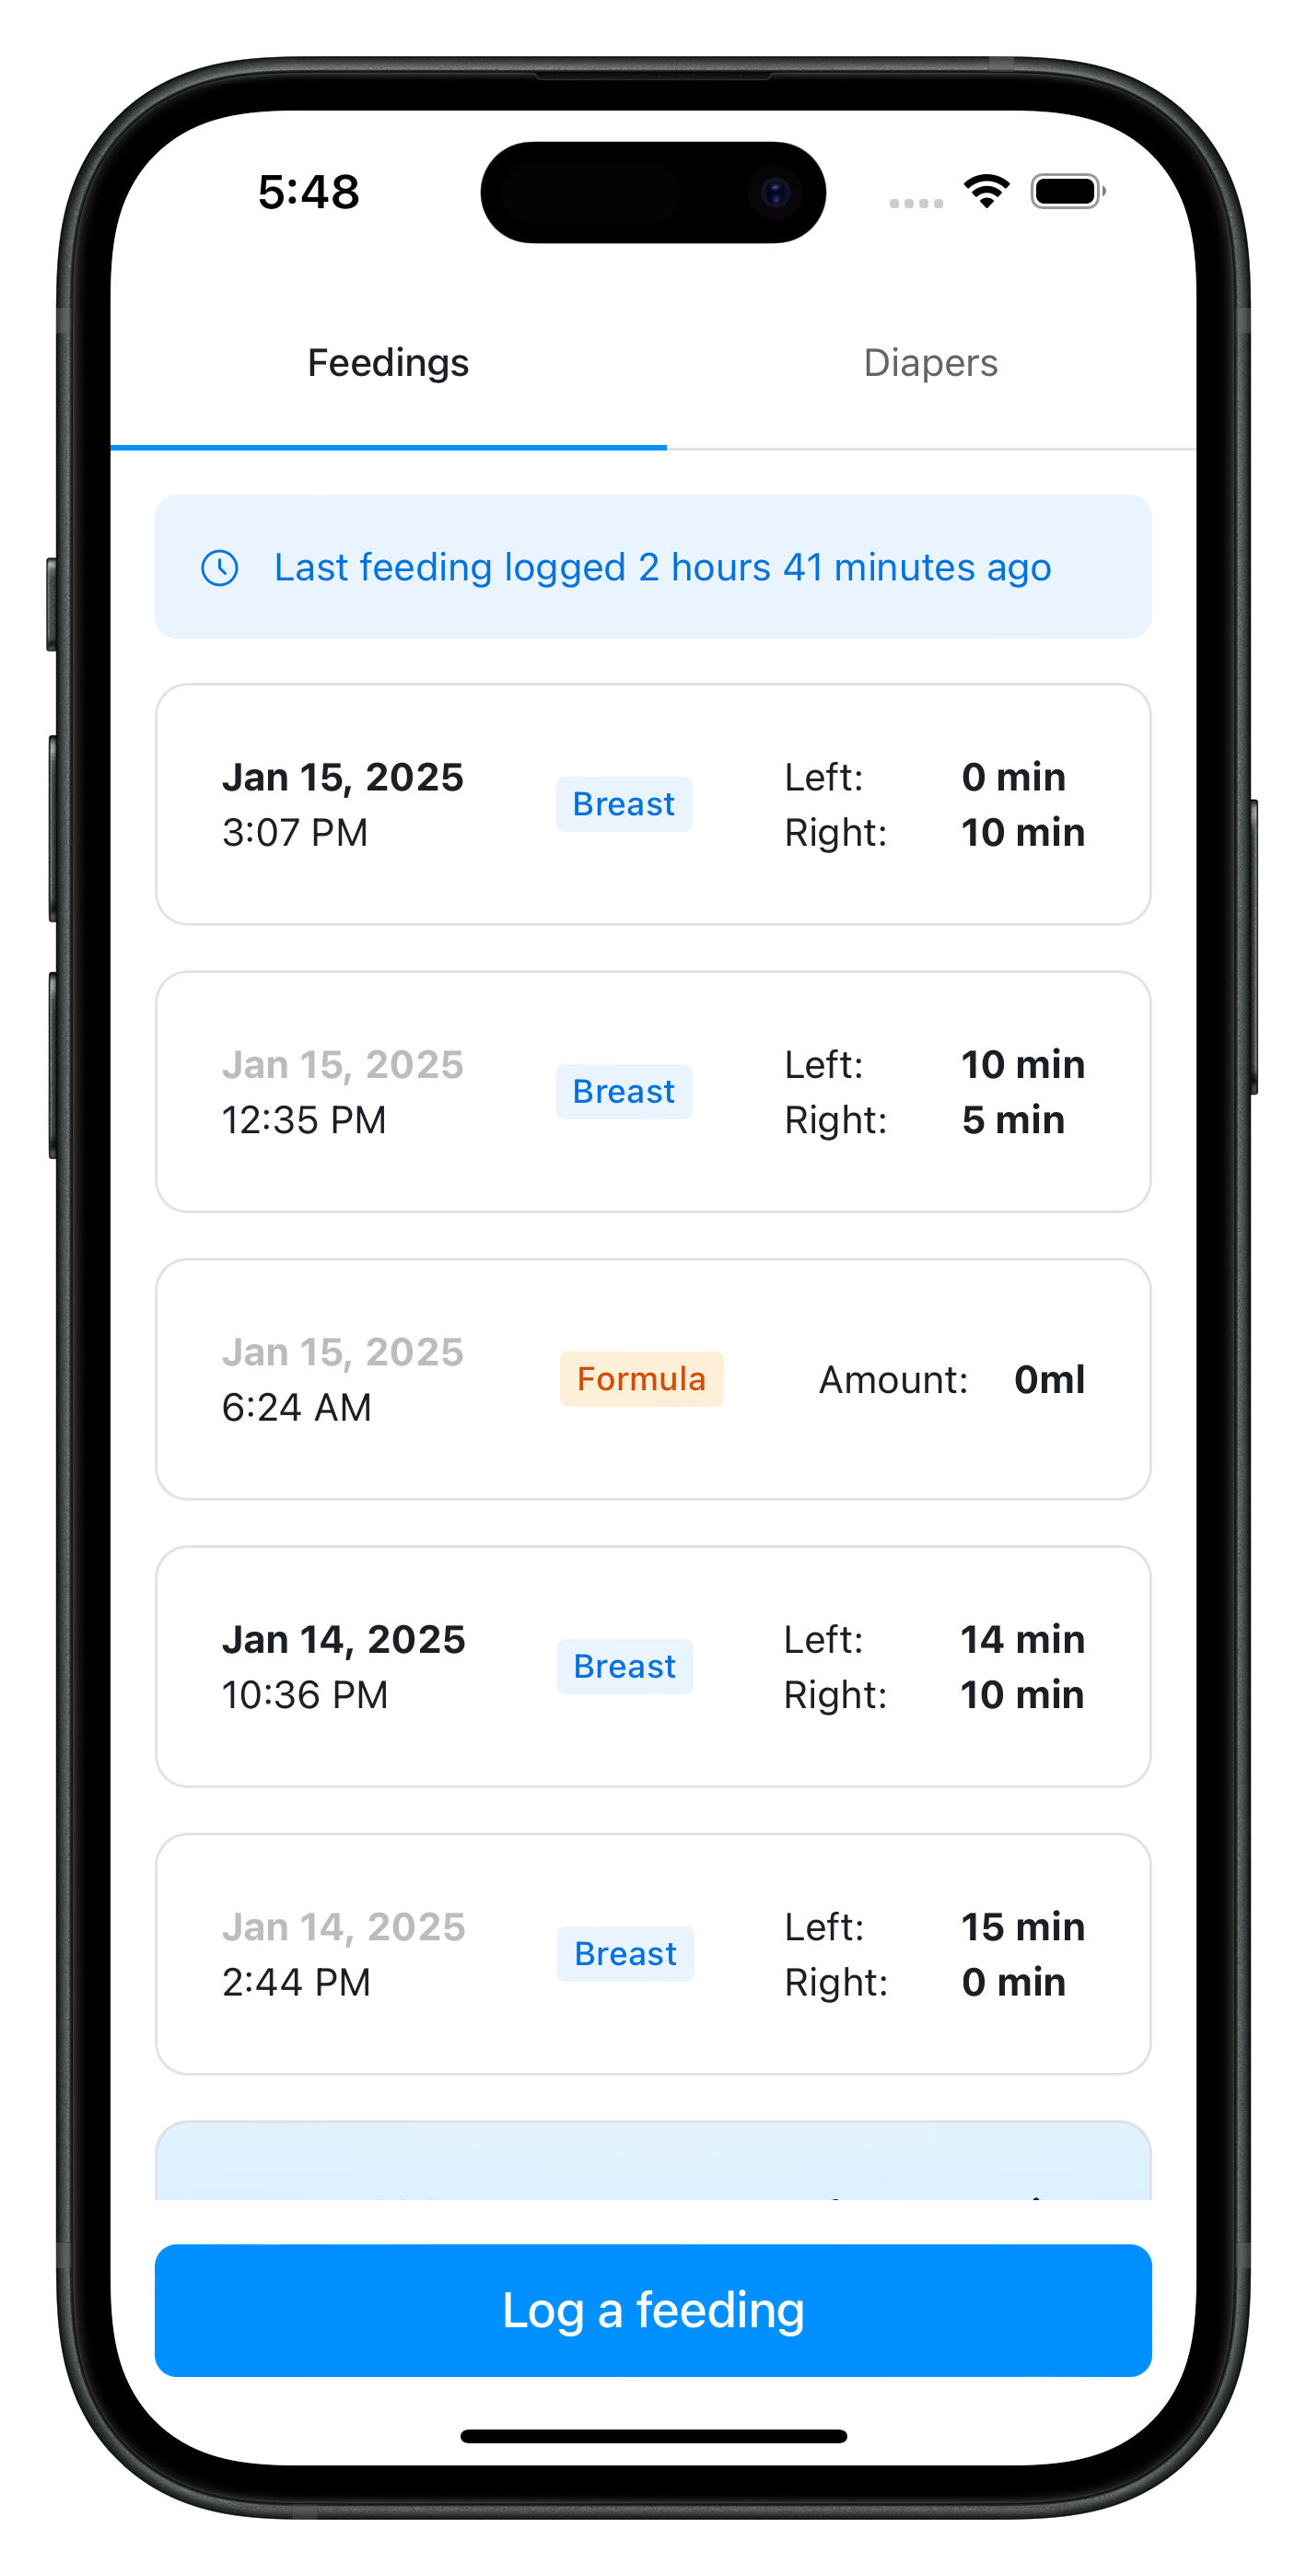 5:48
Feedings
Diapers
Last feeding logged 2 hours 41 minutes ago
Jan 15, 2025
3:07 PM
Breast
Left: 0 min
Right: 10 min
Jan 15, 2025
12:35 PM
Breast
Left: 10 min
Right: 5 min
Jan 15, 2025
6:24 AM
Formula
Amount: 0ml
Jan 14, 2025
10:36 PM
Breast
Left: 14 min
Right: 10 min
Jan 14, 2025
2:44 PM
Breast
Left: 15 min
Right: 0 min
Log a feeding